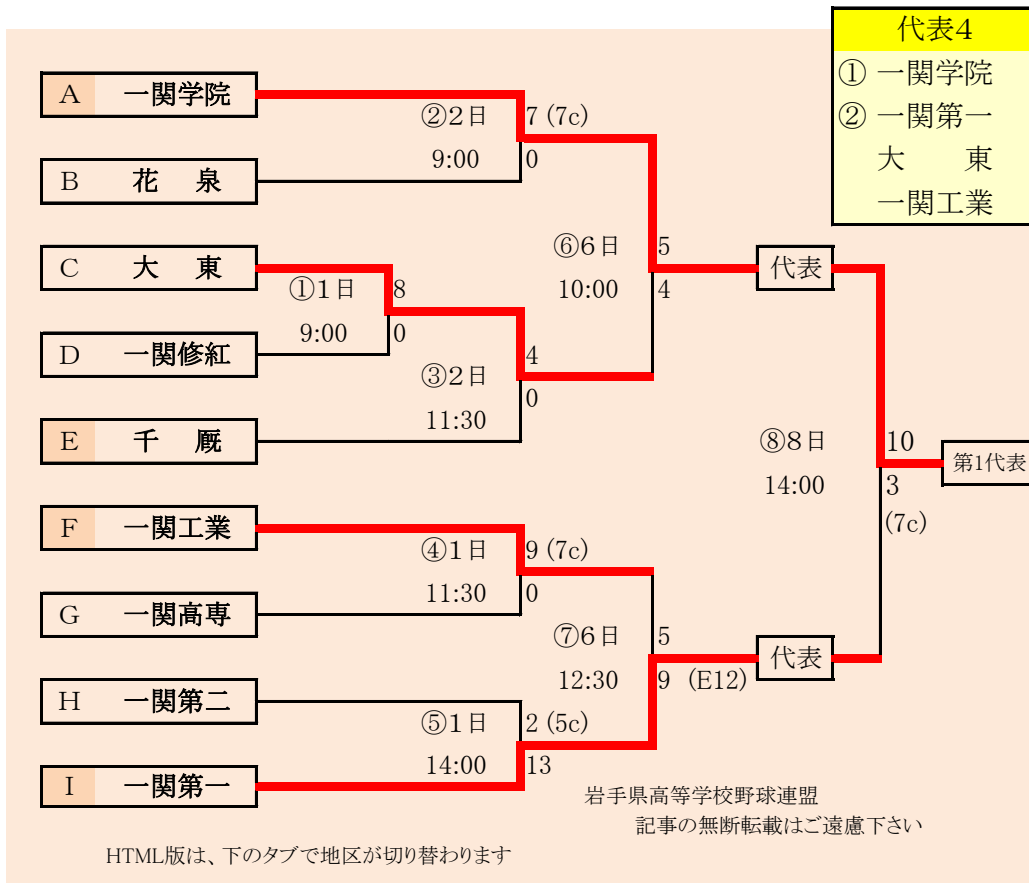 代表4
① 一関学院
② 一関第一
大　東
一関工業
A 一関学院
②2日
7 (7c)
9:00
0
B 花 泉
C 大 東
⑥6日
5
代表
10:00
4
①1日
8
9:00
0
D 一関修紅
③2日
4
11:30
0
E 千 厩
⑧8日
10
第1代表
14:00
3
(7c)
F 一関工業
④1日
9 (7c)
11:30
0
G 一関高専
⑦6日
5
代表
12:30
9 (E12)
H 一関第二
⑤1日
2 (5c)
14:00
13
I 一関第一
岩手県高等学校野球連盟
記事の無断転載はご遠慮下さい
HTML版は、下のタブで地区が切り替わります